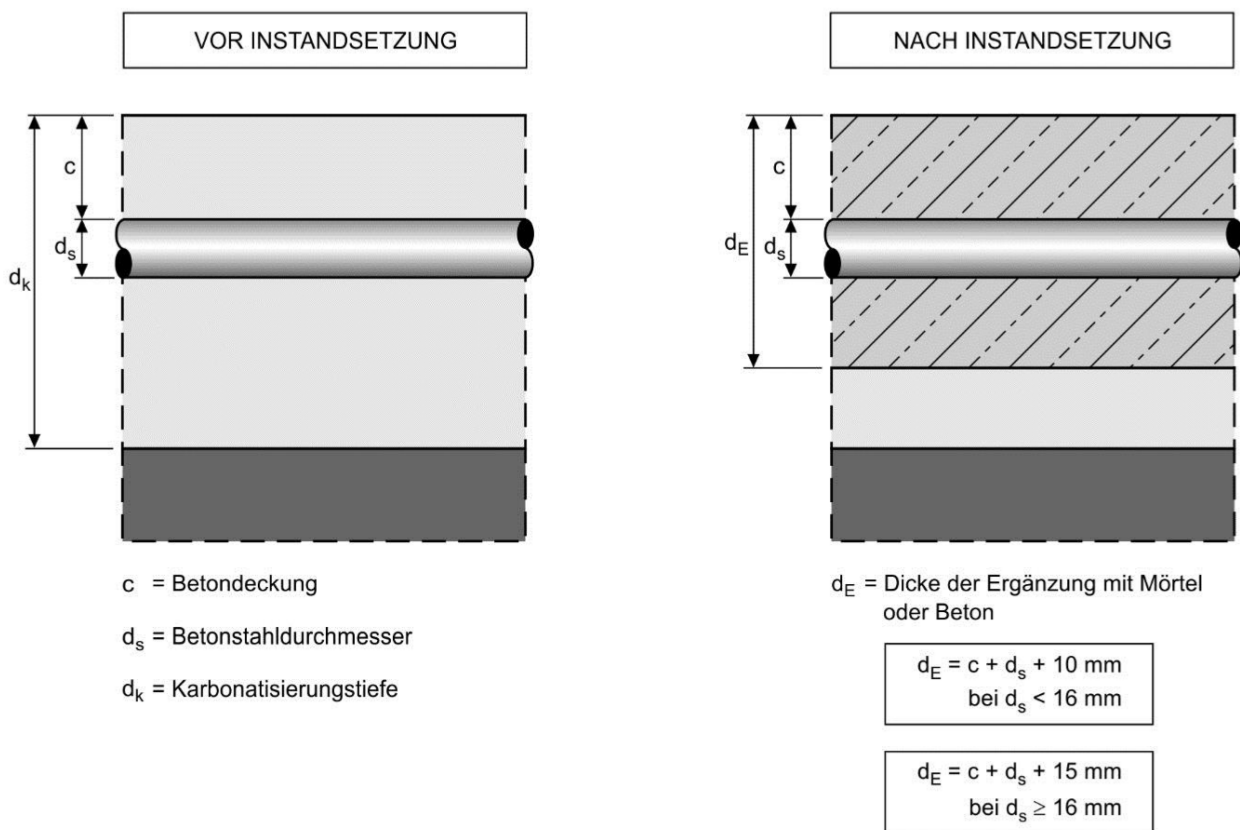 VOR INSTANDSETZUNG
c
d_s
d_k
c = Betondeckung
d_s = Betonstahldurchmesser
d_k = Karbonatisierungstiefe
NACH INSTANDSETZUNG
c
d_E
d_s
d_E = Dicke der Ergänzung mit Mörtel
oder Beton
d_E = c + d_s + 10 mm
bei d_s < 16 mm
d_E = c + d_s + 15 mm
bei d_s ≥ 16 mm